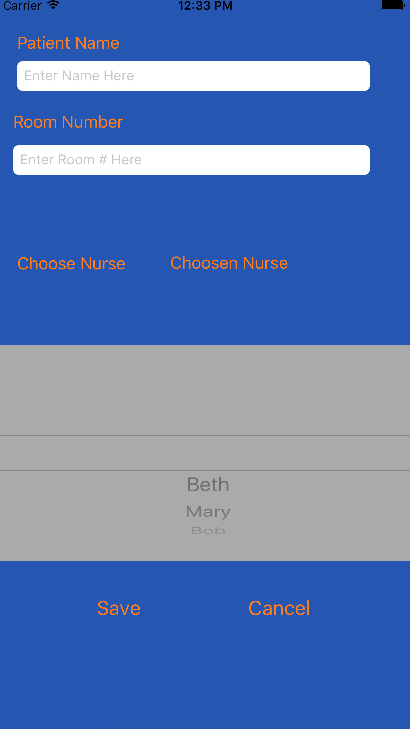 Carrier 12:33 PM
Patient Name
Enter Name Here
Room Number
Enter Room # Here
Choose Nurse Choosen Nurse
Beth
Mary
Bob
Save Cancel